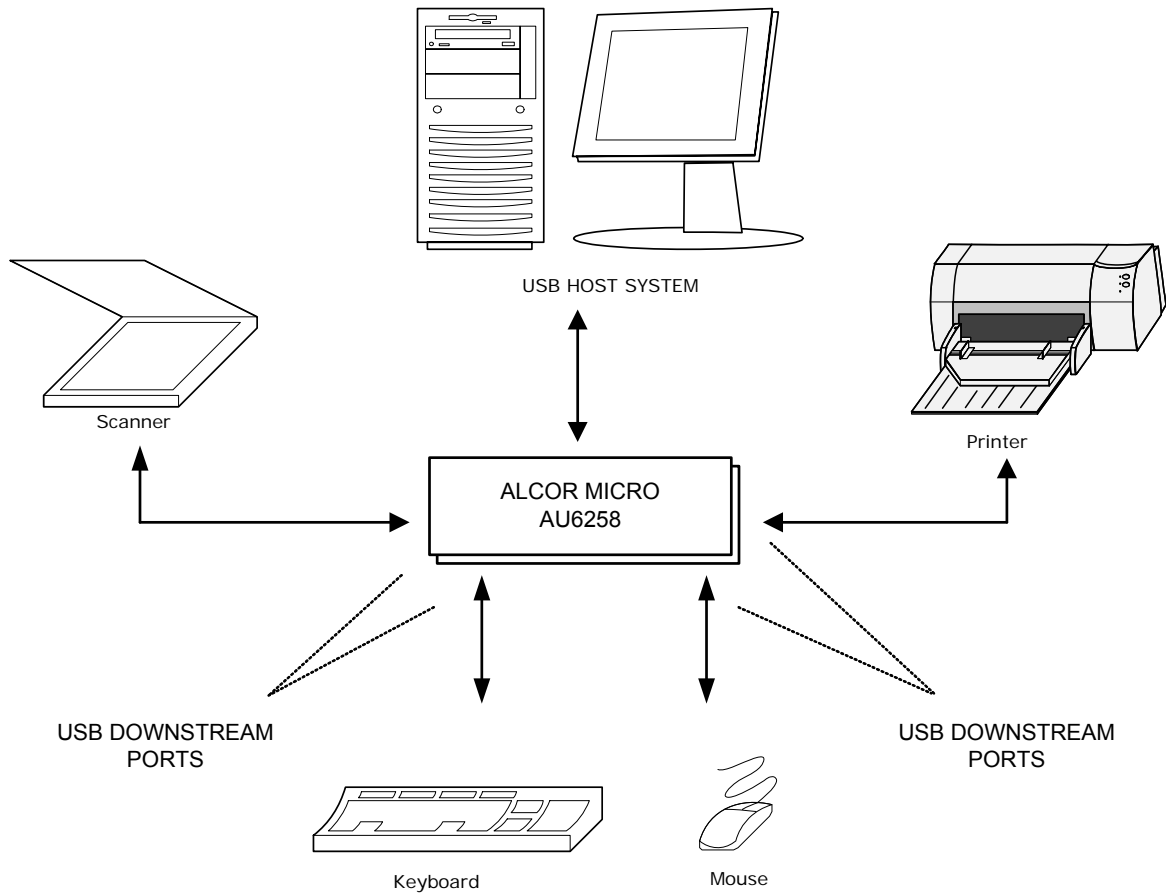 USB HOST SYSTEM
Scanner
Printer
ALCOR MICRO
AU6258
USB DOWNSTREAM
PORTS
USB DOWNSTREAM
PORTS
Keyboard
Mouse